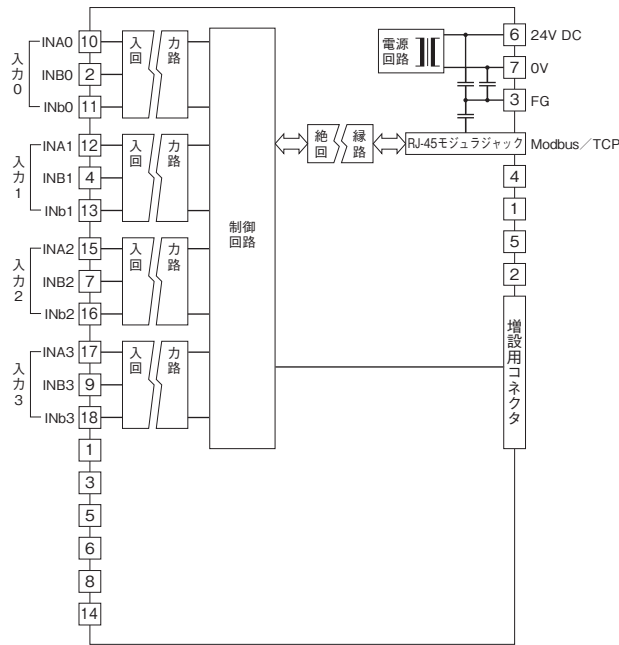 入力0
INA0 10
INB0 2
INb0 11
入力回路
入力1
INA1 12
INB1 4
INb1 13
入力回路
入力2
INA2 15
INB2 7
INb2 16
入力回路
入力3
INA3 17
INB3 9
INb3 18
入力回路
1
3
5
6
8
14
制御
回路
絶縁
回路
電源
回路
6 24V DC
7 0V
3 FG
RJ-45モジュラジャック Modbus／TCP
4
1
5
2
増設用コネクタ